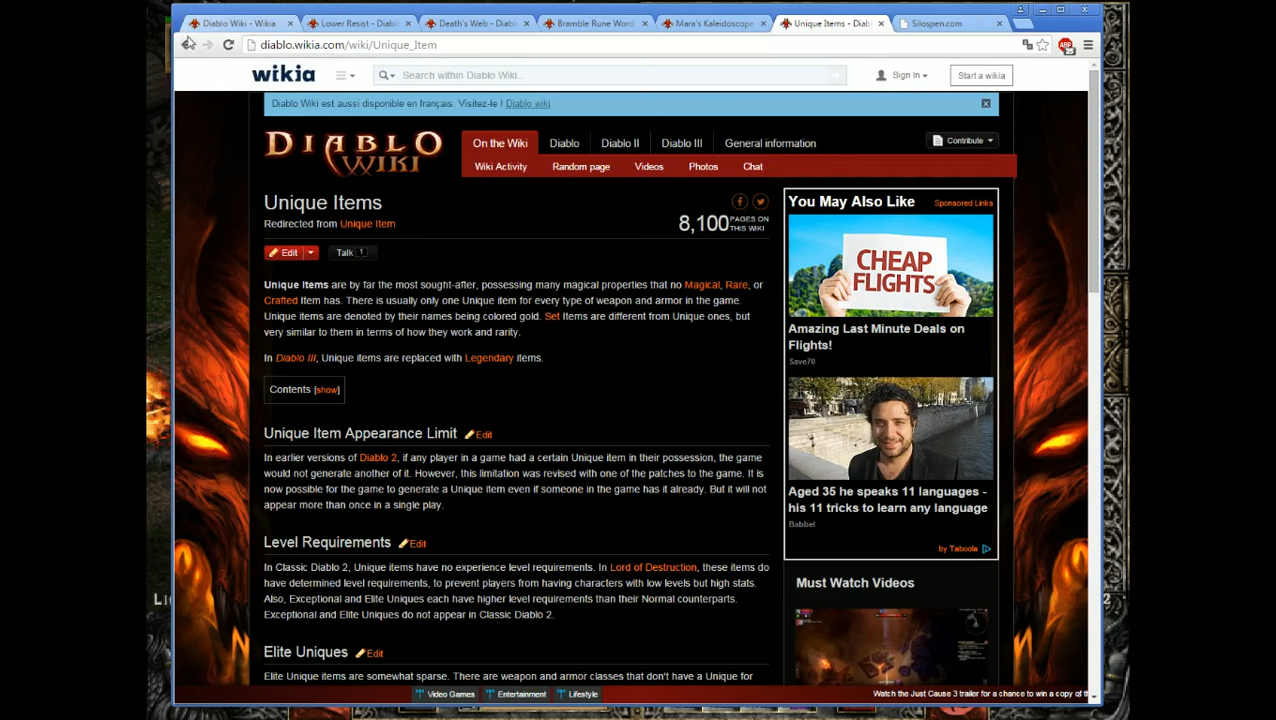 Diablo Wiki - Wikia
Lower Resist - Diablo
Death's Web - Diablo
Bramble Rune Word
Mara's Kaleidoscope
Unique Items - Diabl
Silospen.com
diablo.wikia.com/wiki/Unique_Item
wikia
Search within Diablo Wiki...
Sign In
Start a wikia
Diablo Wiki est aussi disponible en français. Visitez-le ! Diablo wiki
DIABLO
WIKI
On the Wiki
Diablo
Diablo II
Diablo III
General information
Contribute
Wiki Activity
Random page
Videos
Photos
Chat
Unique Items
Redirected from Unique Item
8,100 PAGES ON
THIS WIKI
Edit
Talk 1
Unique Items are by far the most sought-after, possessing many magical properties that no Magical, Rare, or
Crafted Item has. There is usually only one Unique item for every type of weapon and armor in the game.
Unique items are denoted by their names being colored gold. Set Items are different from Unique ones, but
very similar to them in terms of how they work and rarity.
In Diablo III, Unique items are replaced with Legendary items.
Contents [show]
Unique Item Appearance Limit Edit
In earlier versions of Diablo 2, if any player in a game had a certain Unique item in their possession, the game
would not generate another of it. However, this limitation was revised with one of the patches to the game. It is
now possible for the game to generate a Unique item even if someone in the game has it already. But it will not
appear more than once in a single play.
Level Requirements Edit
In Classic Diablo 2, Unique items have no experience level requirements. In Lord of Destruction, these items do
have determined level requirements, to prevent players from having characters with low levels but high stats.
Also, Exceptional and Elite Uniques each have higher level requirements than their Normal counterparts.
Exceptional and Elite Uniques do not appear in Classic Diablo 2.
Elite Uniques Edit
Elite Unique items are somewhat sparse. There are weapon and armor classes that don't have a Unique for
You May Also Like
Sponsored Links
CHEAP
FLIGHTS
Amazing Last Minute Deals on
Flights!
Save70
Aged 35 he speaks 11 languages -
his 11 tricks to learn any language
Babbel
by Taboola
Must Watch Videos
Video Games
Entertainment
Lifestyle
Watch the Just Cause 3 trailer for a chance to win a copy of th